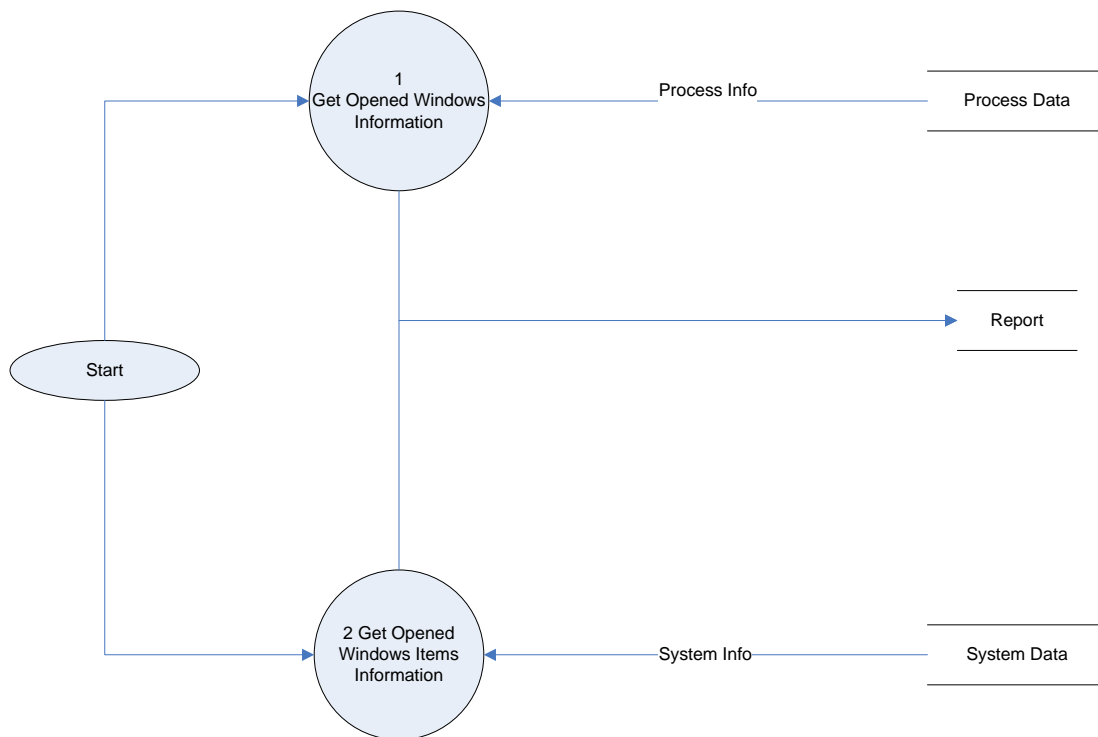 1
Get Opened Windows
Information
Process Info
Process Data
Report
Start
2 Get Opened
Windows Items
Information
System Info
System Data